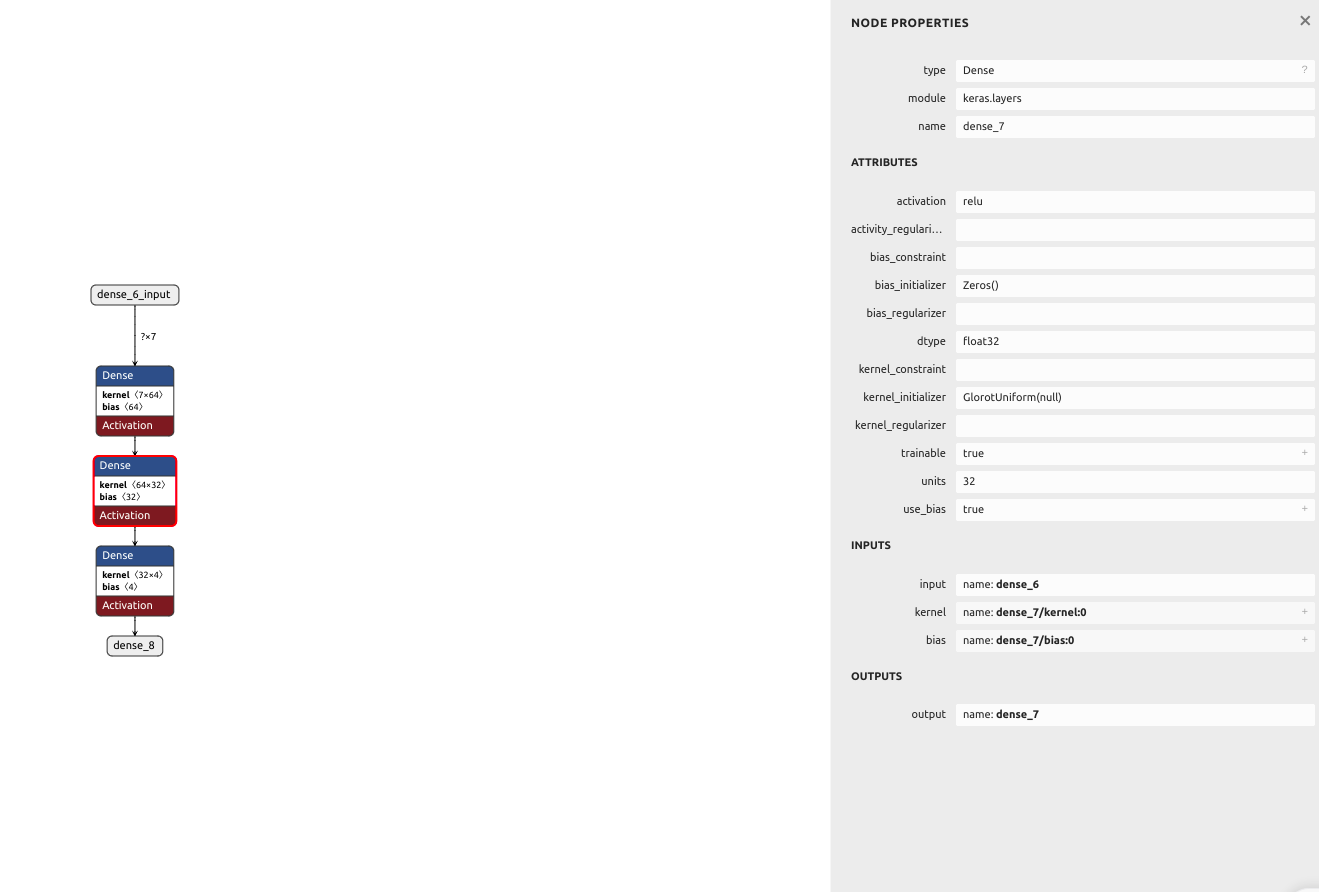 dense_6_input
?×7
Dense
kernel 〈7×64〉
bias 〈64〉
Activation
Dense
kernel 〈64×32〉
bias 〈32〉
Activation
Dense
kernel 〈32×4〉
bias 〈4〉
Activation
dense_8
NODE PROPERTIES ×
type Dense ?
module keras.layers
name dense_7
ATTRIBUTES
activation relu
activity_regulari…
bias_constraint
bias_initializer Zeros()
bias_regularizer
dtype float32
kernel_constraint
kernel_initializer GlorotUniform(null)
kernel_regularizer
trainable true +
units 32
use_bias true +
INPUTS
input name: dense_6
kernel name: dense_7/kernel:0 +
bias name: dense_7/bias:0 +
OUTPUTS
output name: dense_7